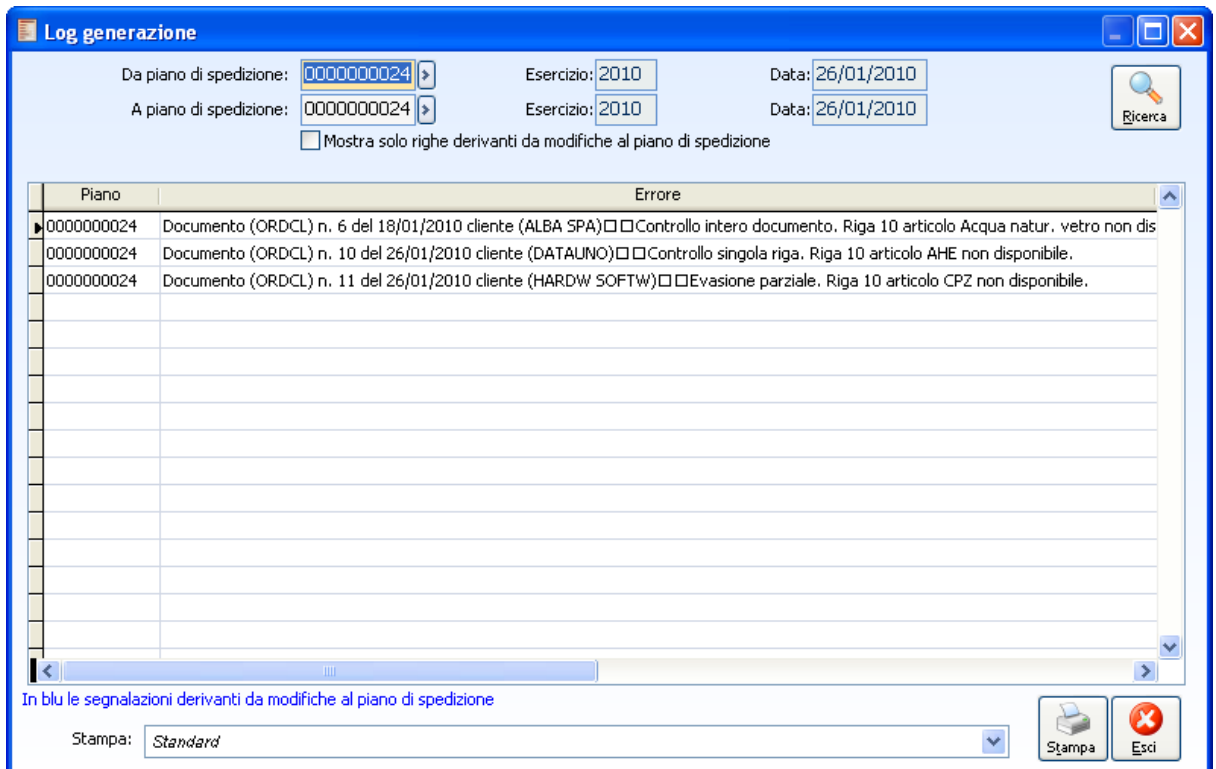 Log generazione
Da piano di spedizione: 0000000024 Esercizio: 2010 Data: 26/01/2010
A piano di spedizione: 0000000024 Esercizio: 2010 Data: 26/01/2010
Ricerca
Mostra solo righe derivanti da modifiche al piano di spedizione
Piano Errore
0000000024 Documento (ORDCL) n. 6 del 18/01/2010 cliente (ALBA SPA)□□Controllo intero documento. Riga 10 articolo Acqua natur. vetro non dis
0000000024 Documento (ORDCL) n. 10 del 26/01/2010 cliente (DATAUNO)□□Controllo singola riga. Riga 10 articolo AHE non disponibile.
0000000024 Documento (ORDCL) n. 11 del 26/01/2010 cliente (HARDW SOFTW)□□Evasione parziale. Riga 10 articolo CPZ non disponibile.
In blu le segnalazioni derivanti da modifiche al piano di spedizione
Stampa: Standard
Stampa Esci